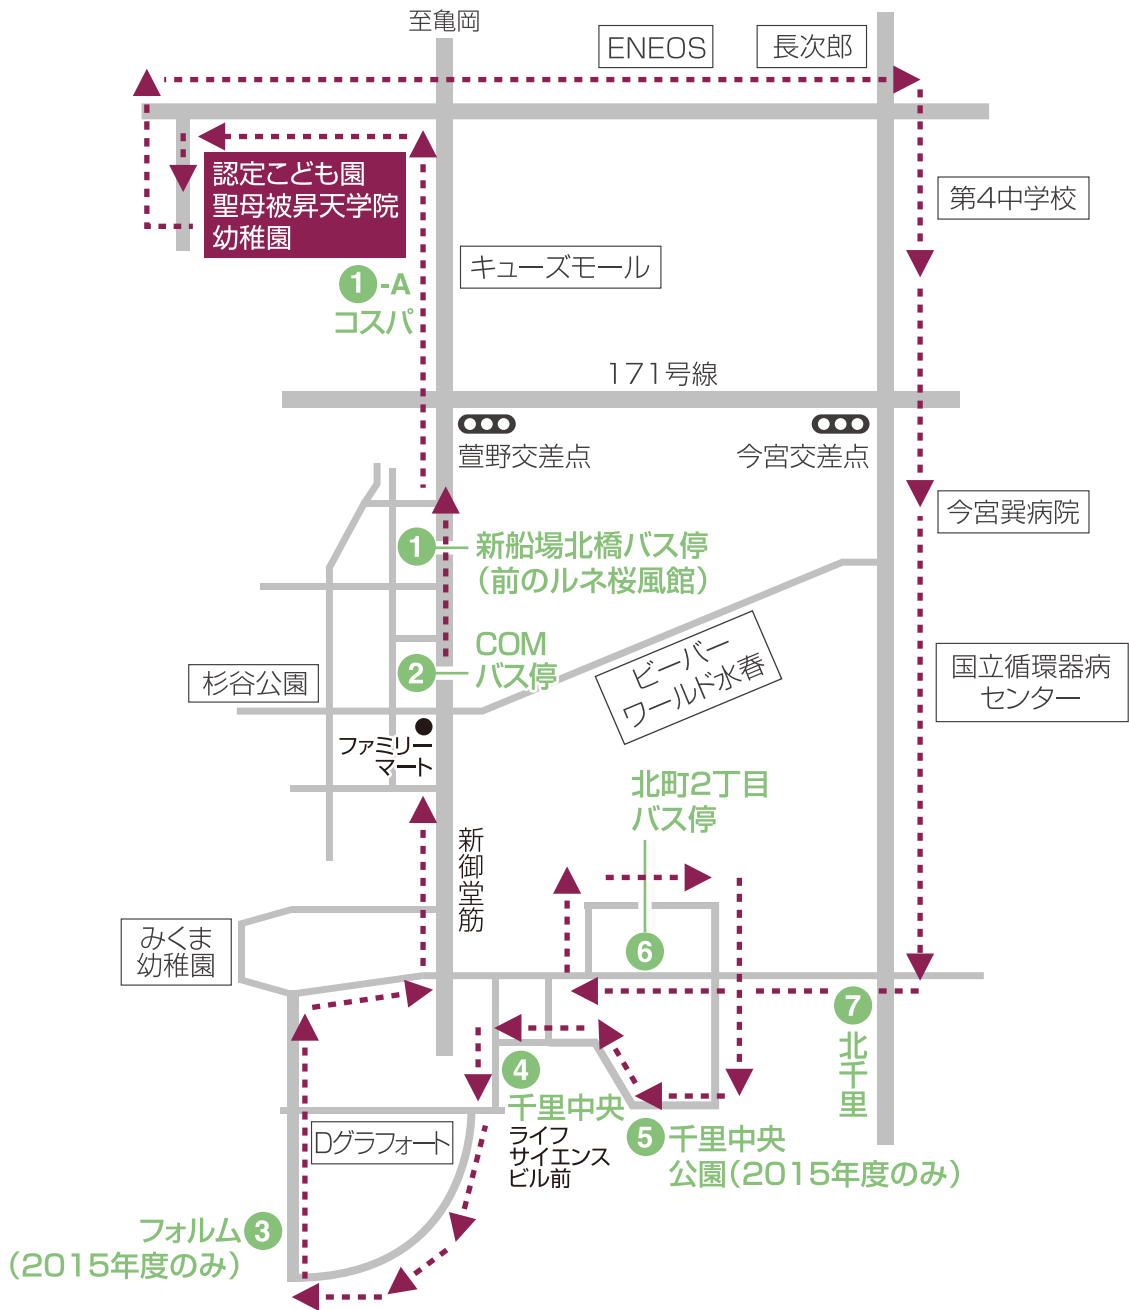 至亀岡
ENEOS
長次郎
認定こども園
聖母被昇天学院
幼稚園
第4中学校
キューズモール
1-A
コスパ
171号線
萱野交差点
今宮交差点
今宮巽病院
1
新船場北橋バス停
(前のルネ桜風館)
2
COM
バス停
ビーバー
ワールド水春
国立循環器病
センター
杉谷公園
ファミリー
マート
北町2丁目
バス停
新御堂筋
みくま
幼稚園
6
7
北千里
4
千里中央
ライフ
サイエンス
ビル前
5
千里中央
公園(2015年度のみ)
Dグラフォート
フォルム
3
(2015年度のみ)